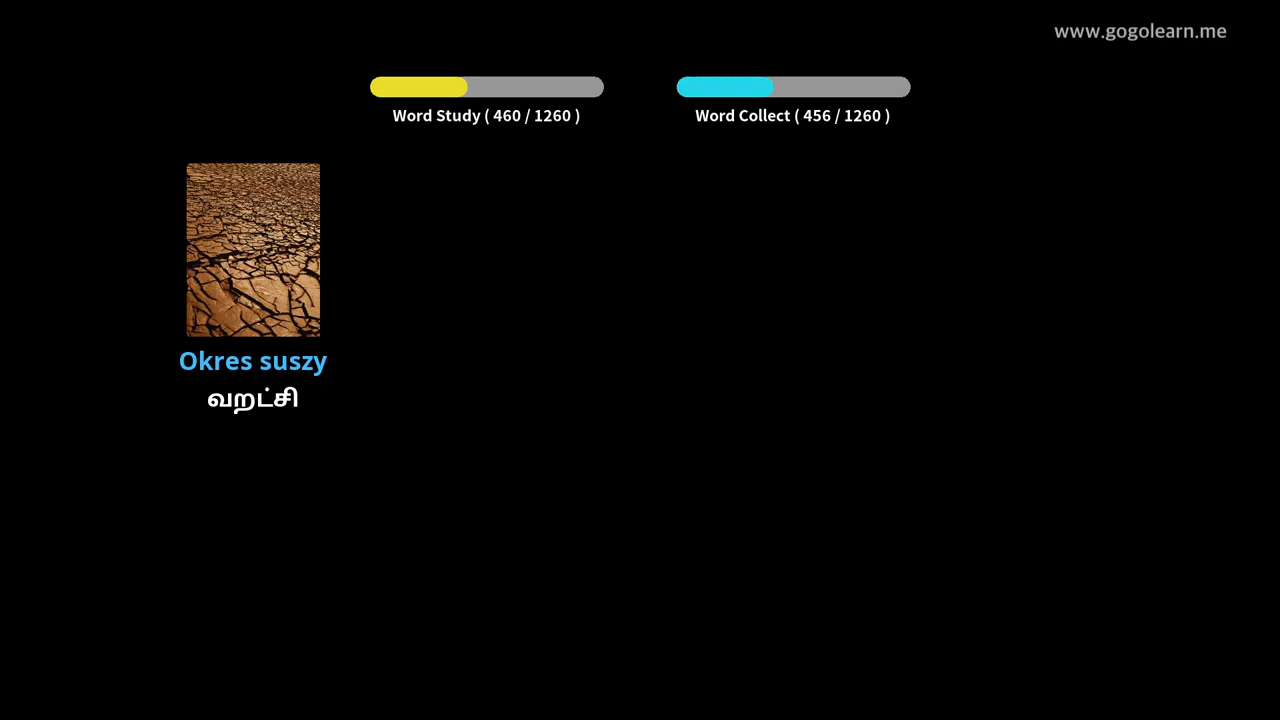 www.gogolearn.me
Word Study ( 460 / 1260 )
Word Collect ( 456 / 1260 )
Okres suszy
வறட்சி